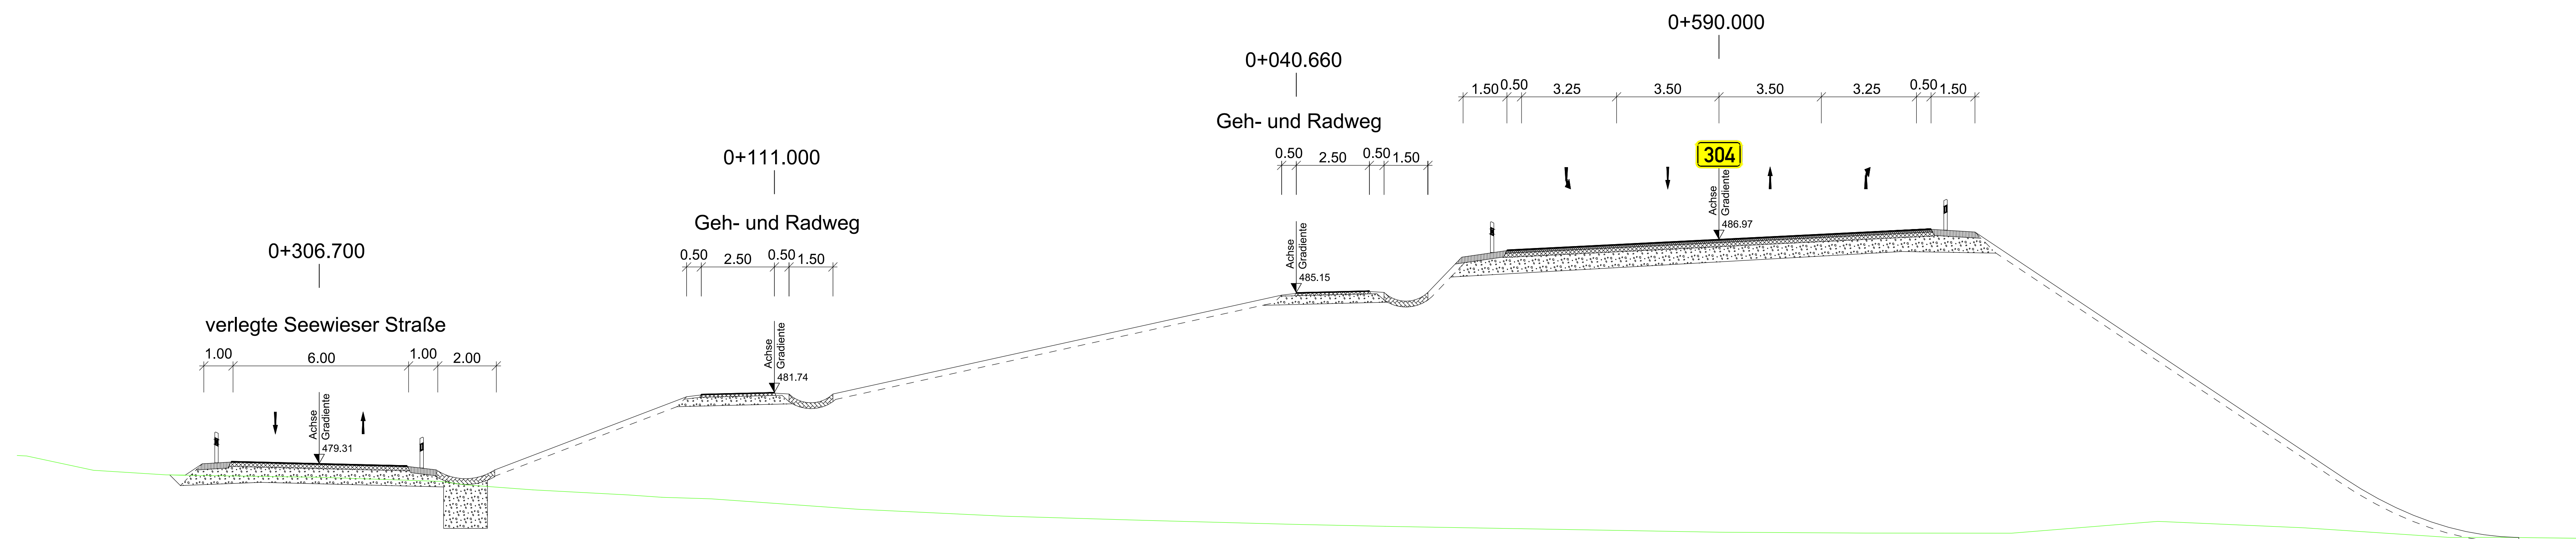 0+306.700
verlegte Seewieser Straße
1.00 6.00 1.00 2.00
Achse
Gradiente
479.31
0+111.000
Geh- und Radweg
0.50 2.50 0.50 1.50
Achse
Gradiente
481.74
0+040.660
Geh- und Radweg
0.50 2.50 0.50 1.50
Achse
Gradiente
485.15
0+590.000
1.50 0.50 3.25 3.50 3.50 3.25 0.50 1.50
304
Achse
Gradiente
486.97